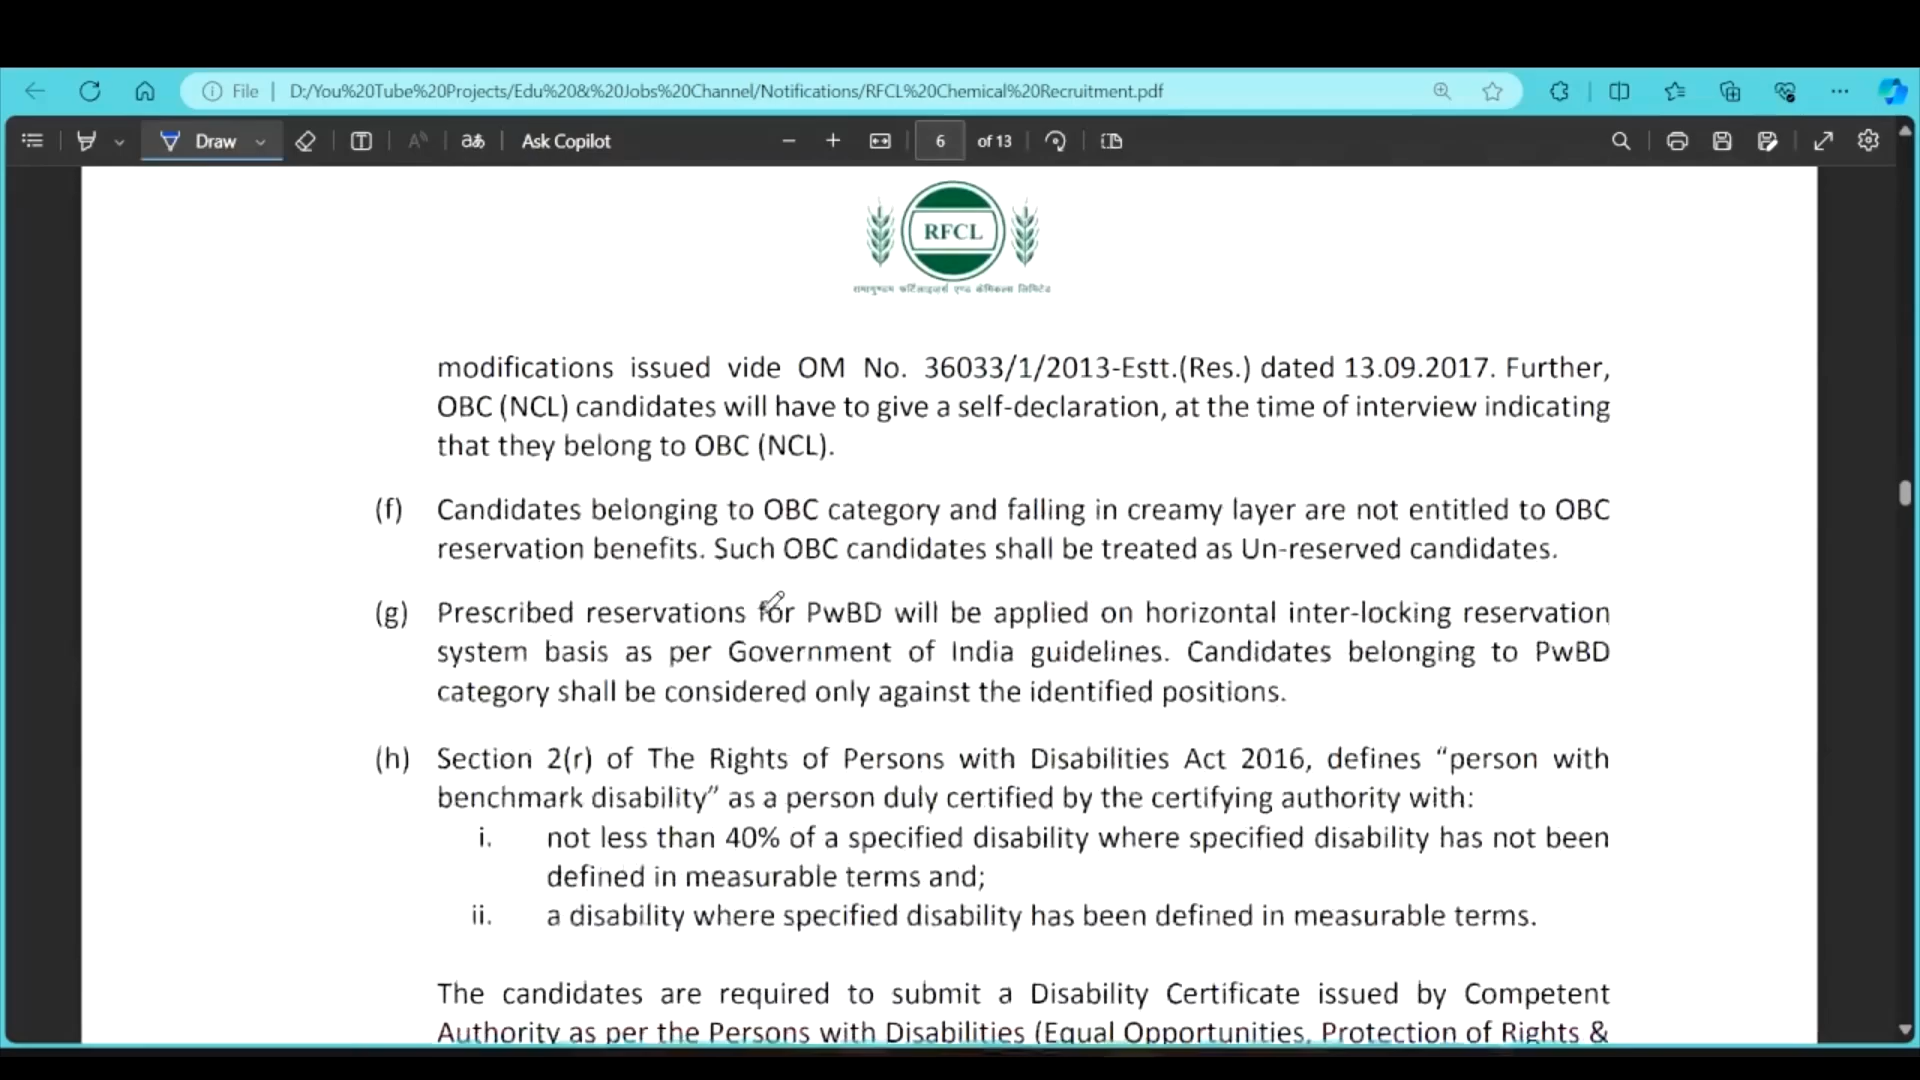 File
D:/You%20Tube%20Projects/Edu%20&%20Jobs%20Channel/Notifications/RFCL%20Chemical%20Recruitment.pdf
Draw
Ask Copilot
6 of 13
RFCL
रामागुण्डम फर्टिलाइजर्स एण्ड केमिकल्स लिमिटेड
modifications issued vide OM No. 36033/1/2013-Estt.(Res.) dated 13.09.2017. Further,
OBC (NCL) candidates will have to give a self-declaration, at the time of interview indicating
that they belong to OBC (NCL).
(f) Candidates belonging to OBC category and falling in creamy layer are not entitled to OBC
reservation benefits. Such OBC candidates shall be treated as Un-reserved candidates.
(g) Prescribed reservations for PwBD will be applied on horizontal inter-locking reservation
system basis as per Government of India guidelines. Candidates belonging to PwBD
category shall be considered only against the identified positions.
(h) Section 2(r) of The Rights of Persons with Disabilities Act 2016, defines “person with
benchmark disability” as a person duly certified by the certifying authority with:
i. not less than 40% of a specified disability where specified disability has not been
defined in measurable terms and;
ii. a disability where specified disability has been defined in measurable terms.
The candidates are required to submit a Disability Certificate issued by Competent
Authority as per the Persons with Disabilities (Equal Opportunities, Protection of Rights &